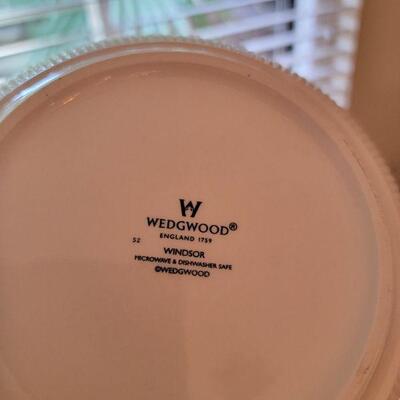 W
WEDGWOOD®
ENGLAND 1759
52
WINDSOR
MICROWAVE & DISHWASHER SAFE
©WEDGWOOD